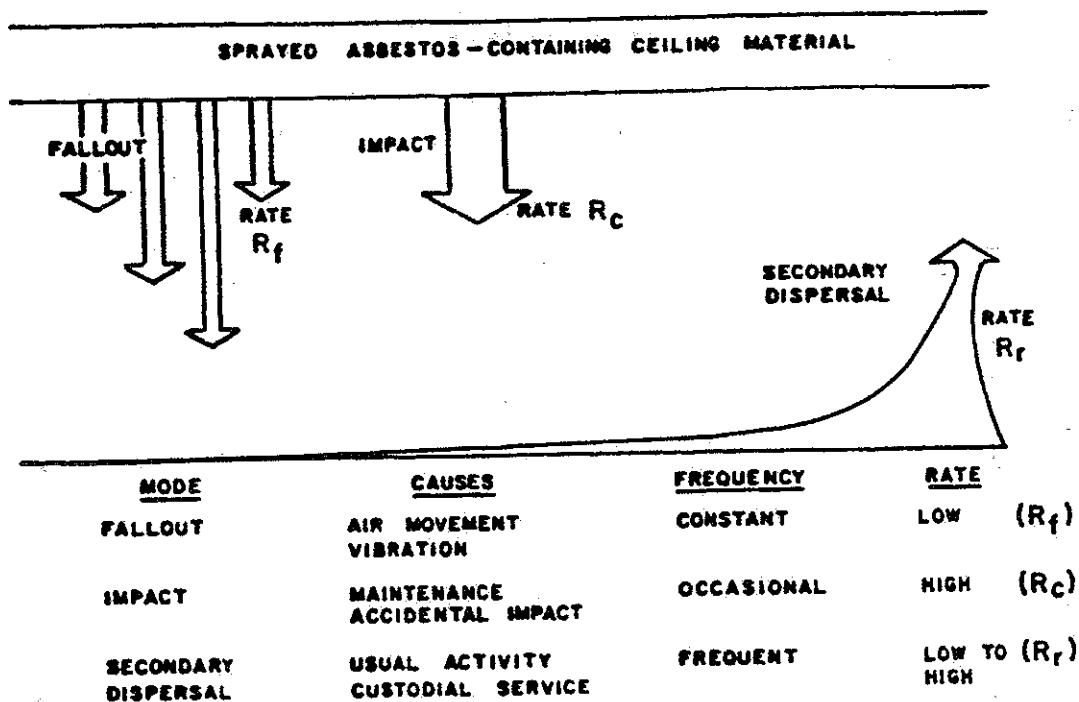 SPRAYED ASBESTOS-CONTAINING CEILING MATERIAL
FALLOUT
RATE
Rf
IMPACT
RATE Rc
SECONDARY
DISPERSAL
RATE
Rr
MODE CAUSES FREQUENCY RATE
FALLOUT AIR MOVEMENT CONSTANT LOW (Rf)
VIBRATION
IMPACT MAINTENANCE OCCASIONAL HIGH (Rc)
ACCIDENTAL IMPACT
SECONDARY USUAL ACTIVITY FREQUENT LOW TO (Rr)
DISPERSAL CUSTODIAL SERVICE HIGH